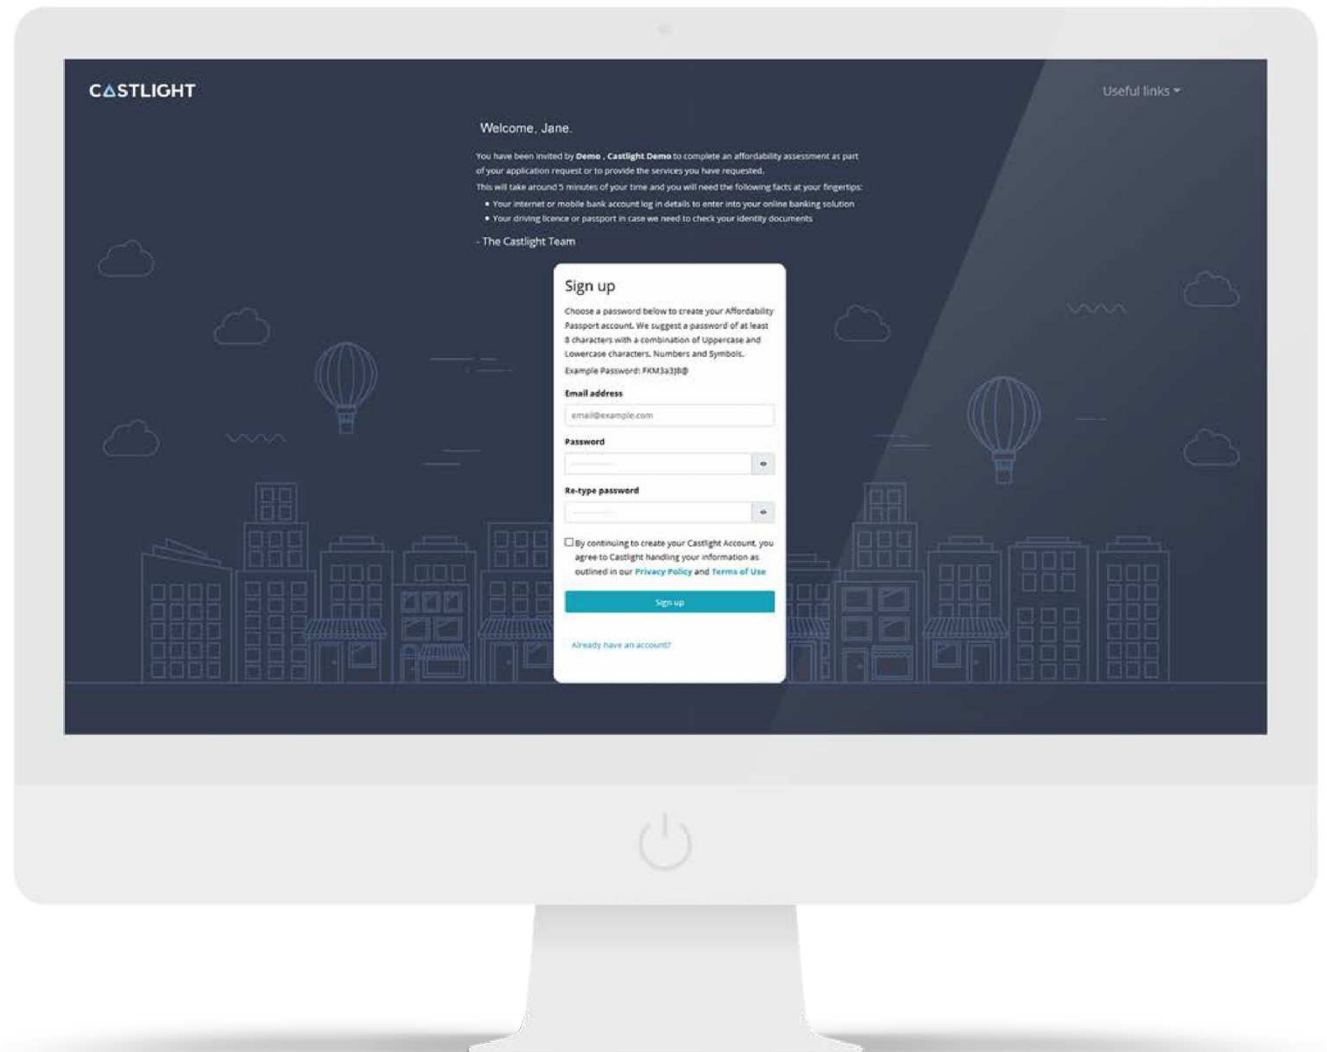 CASTLIGHT
Useful links
Welcome, Jane.
You have been invited by Demo , Castlight Demo to complete an affordability assessment as part
of your application request or to provide the services you have requested.
This will take around 5 minutes of your time and you will need the following facts at your fingertips:
Your internet or mobile bank account log in details to enter into your online banking solution
Your driving licence or passport in case we need to check your identity documents
- The Castlight Team
Sign up
Choose a password below to create your Affordability
Passport account. We suggest a password of at least
8 characters with a combination of Uppercase and
Lowercase characters, Numbers and Symbols.
Example Password: FKM3a3JB@
Email address
email@example.com
Password
Re-type password
By continuing to create your Castlight Account, you
agree to Castlight handling your information as
outlined in our Privacy Policy and Terms of Use
Sign up
Already have an account?